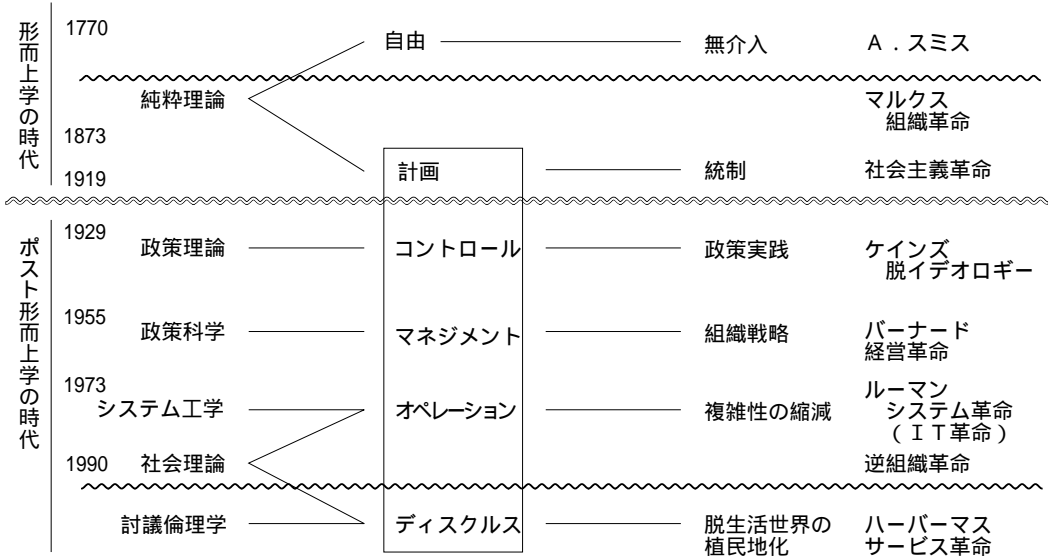 形而上学の時代
1770
自由
無介入
Ａ．スミス
純粋理論
マルクス
組織革命
1873
1919
計画
統制
社会主義革命
ポスト形而上学の時代
1929
政策理論
コントロール
政策実践
ケインズ
脱イデオロギー
1955
政策科学
マネジメント
組織戦略
バーナード
経営革命
1973
システム工学
オペレーション
複雑性の縮減
ルーマン
システム革命
（ＩＴ革命）
1990
社会理論
逆組織革命
討議倫理学
ディスクルス
脱生活世界の
植民地化
ハーバーマス
サービス革命